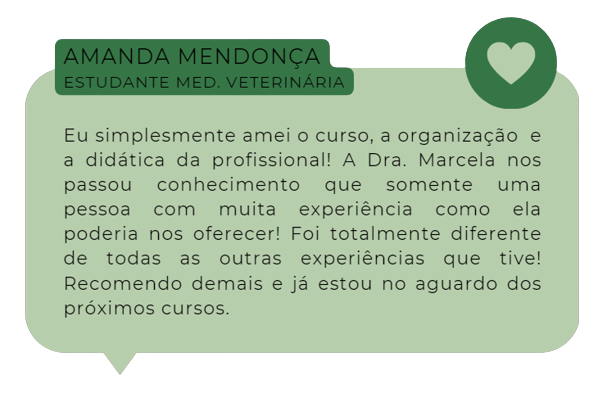 AMANDA MENDONÇA
ESTUDANTE MED. VETERINÁRIA
Eu simplesmente amei o curso, a organização e
a didática da profissional! A Dra. Marcela nos
passou conhecimento que somente uma
pessoa com muita experiência como ela
poderia nos oferecer! Foi totalmente diferente
de todas as outras experiências que tive!
Recomendo demais e já estou no aguardo dos
próximos cursos.